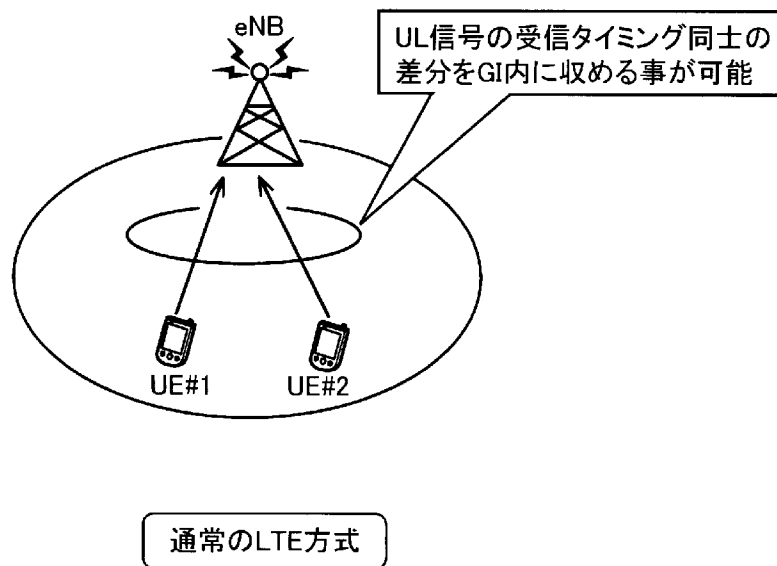 eNB
UL信号の受信タイミング同士の
差分をGI内に収める事が可能
UE#1
UE#2
通常のLTE方式